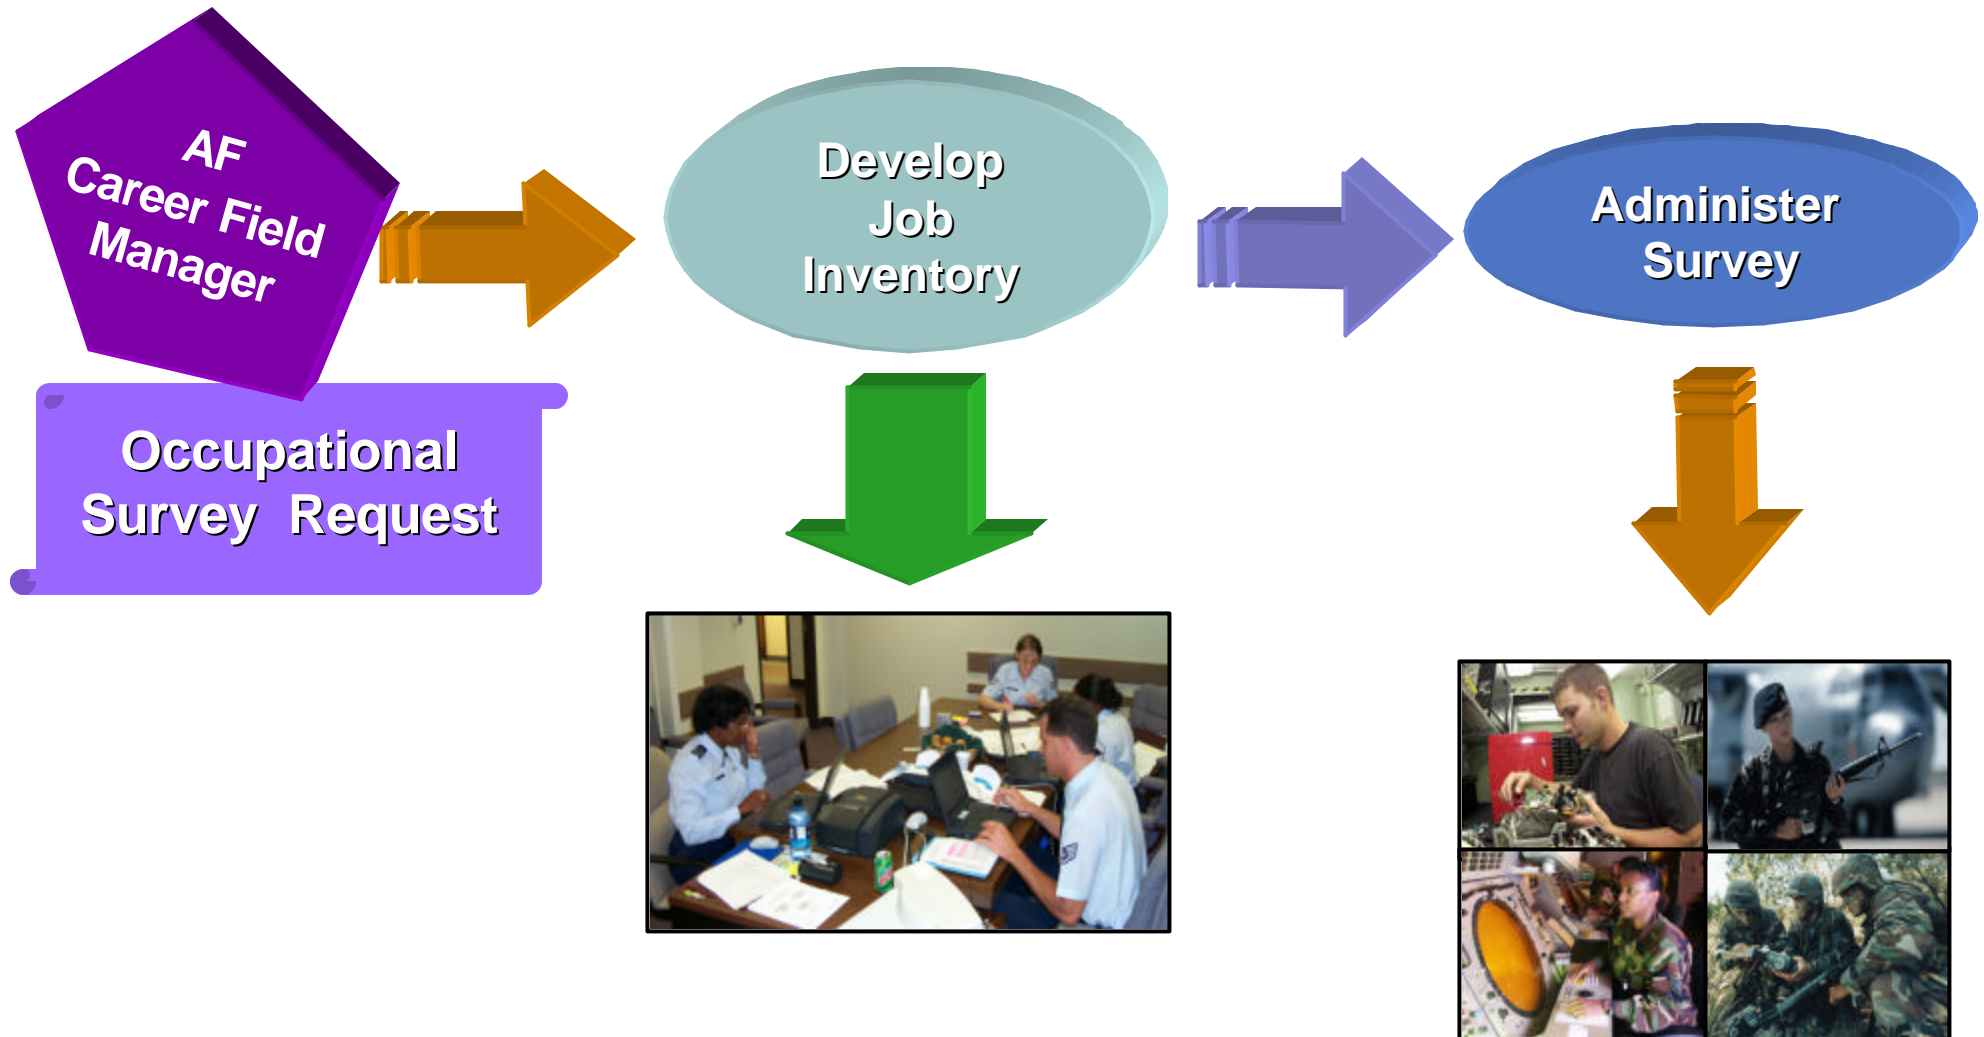 AF
Career Field
Manager
Occupational
Survey Request
Develop
Job
Inventory
Administer
Survey